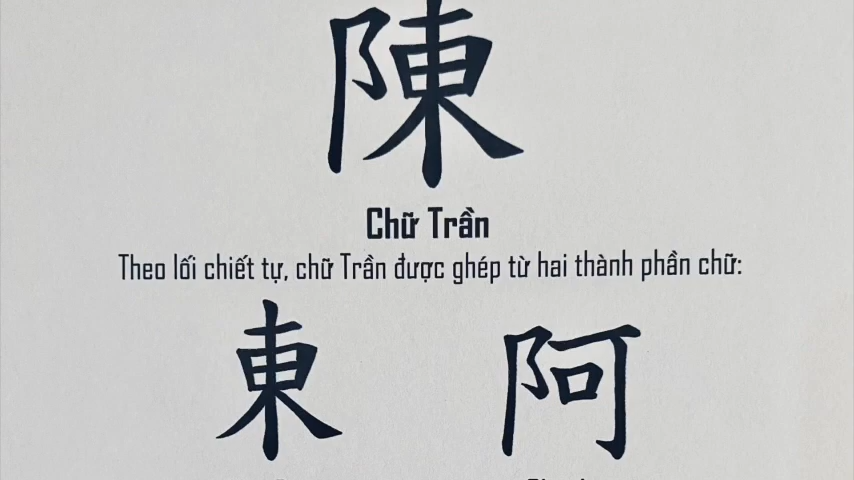 陳
Chữ Trần
Theo lối chiết tự, chữ Trần được ghép từ hai thành phần chữ:
東 阿